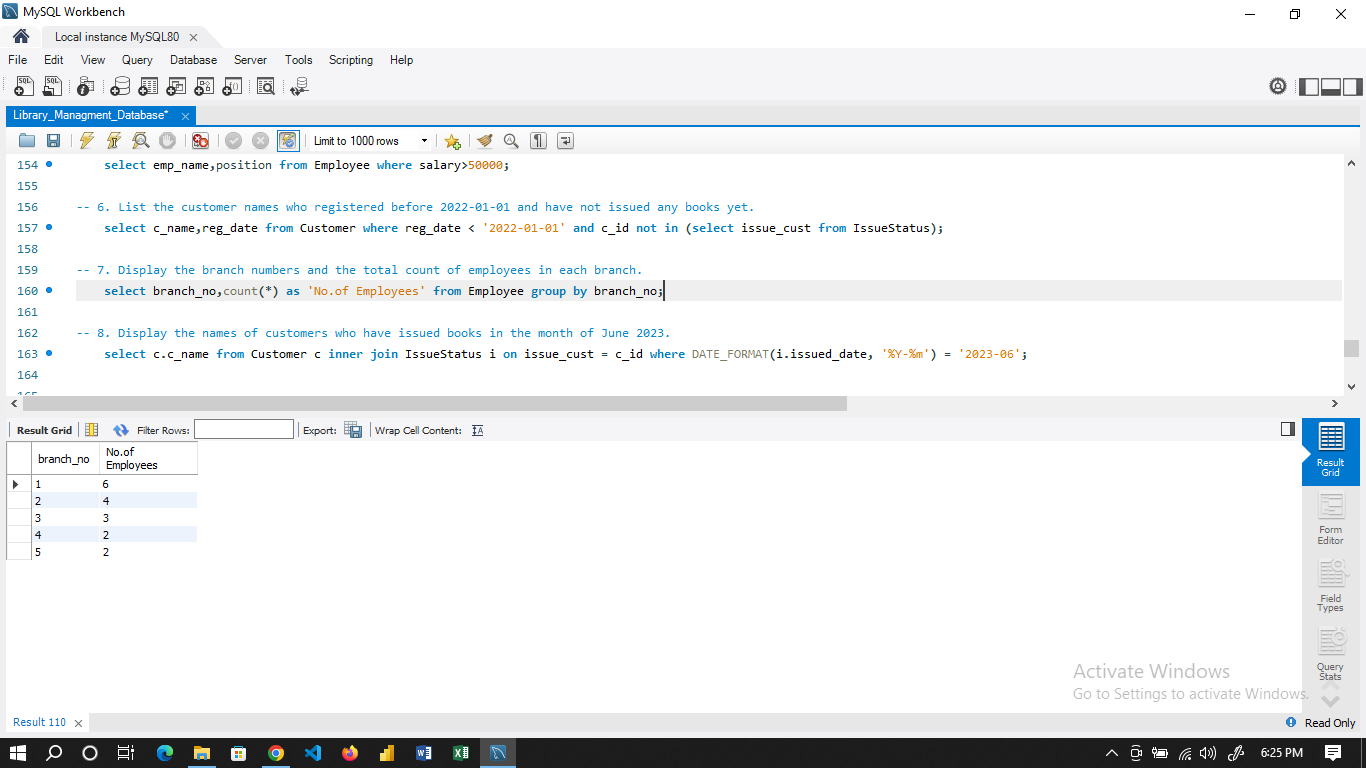 MySQL Workbench
Local instance MySQL80
File Edit View Query Database Server Tools Scripting Help
Library_Managment_Database*
Limit to 1000 rows
154 select emp_name,position from Employee where salary>50000;
155
156 -- 6. List the customer names who registered before 2022-01-01 and have not issued any books yet.
157 select c_name,reg_date from Customer where reg_date < '2022-01-01' and c_id not in (select issue_cust from IssueStatus);
158
159 -- 7. Display the branch numbers and the total count of employees in each branch.
160 select branch_no,count(*) as 'No.of Employees' from Employee group by branch_no;
161
162 -- 8. Display the names of customers who have issued books in the month of June 2023.
163 select c.c_name from Customer c inner join IssueStatus i on issue_cust = c_id where DATE_FORMAT(i.issued_date, '%Y-%m') = '2023-06';
164
Result Grid Filter Rows: Export: Wrap Cell Content:
branch_no No.of
Employees
1 6
2 4
3 3
4 2
5 2
Result
Grid
Form
Editor
Field
Types
Query
Stats
Activate Windows
Go to Settings to activate Windows.
Result 110
Read Only
6:25 PM